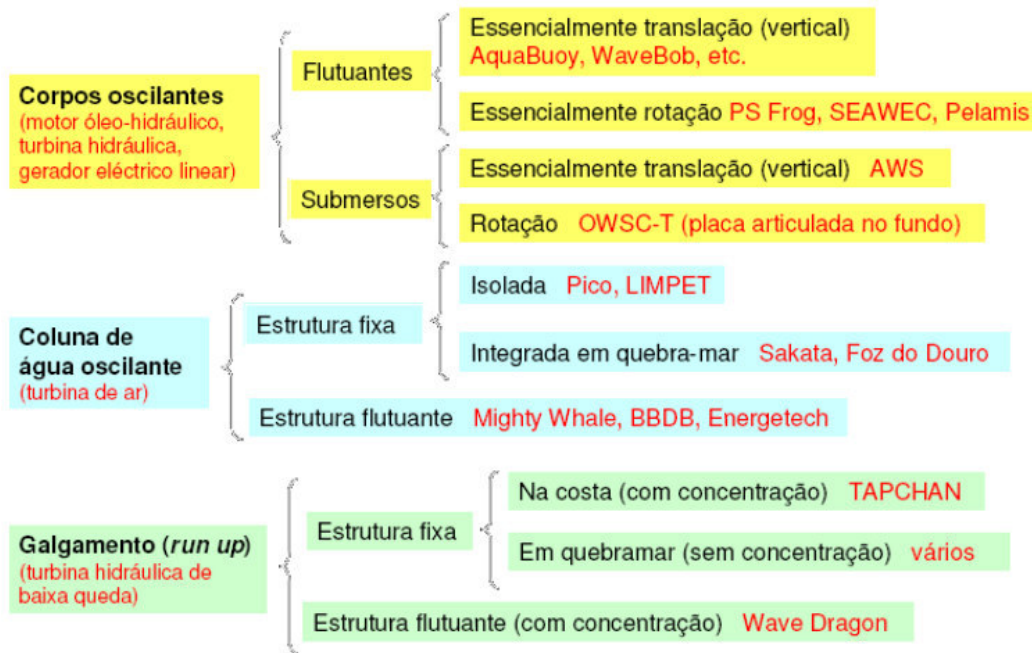 Essencialmente translação (vertical)
AquaBuoy, WaveBob, etc.
Flutuantes
Corpos oscilantes
(motor óleo-hidráulico,
turbina hidráulica,
gerador eléctrico linear)
Essencialmente rotação PS Frog, SEAWEC, Pelamis
Essencialmente translação (vertical) AWS
Submersos
Rotação OWSC-T (placa articulada no fundo)
Isolada Pico, LIMPET
Estrutura fixa
Coluna de
água oscilante
(turbina de ar)
Integrada em quebra-mar Sakata, Foz do Douro
Estrutura flutuante Mighty Whale, BBDB, Energetech
Na costa (com concentração) TAPCHAN
Estrutura fixa
Galgamento (run up)
(turbina hidráulica de
baixa queda)
Em quebramar (sem concentração) vários
Estrutura flutuante (com concentração) Wave Dragon